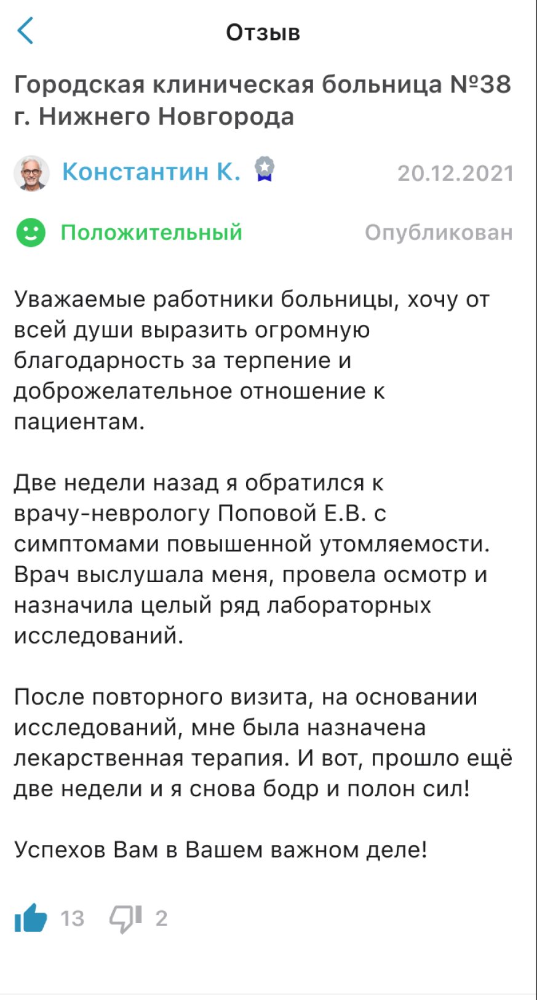 Отзыв
Городская клиническая больница №38
г. Нижнего Новгорода
Константин К.
20.12.2021
Положительный
Опубликован
Уважаемые работники больницы, хочу от
всей души выразить огромную
благодарность за терпение и
доброжелательное отношение к
пациентам.
Две недели назад я обратился к
врачу-неврологу Поповой Е.В. с
симптомами повышенной утомляемости.
Врач выслушала меня, провела осмотр и
назначила целый ряд лабораторных
исследований.
После повторного визита, на основании
исследований, мне была назначена
лекарственная терапия. И вот, прошло ещё
две недели и я снова бодр и полон сил!
Успехов Вам в Вашем важном деле!
13
2